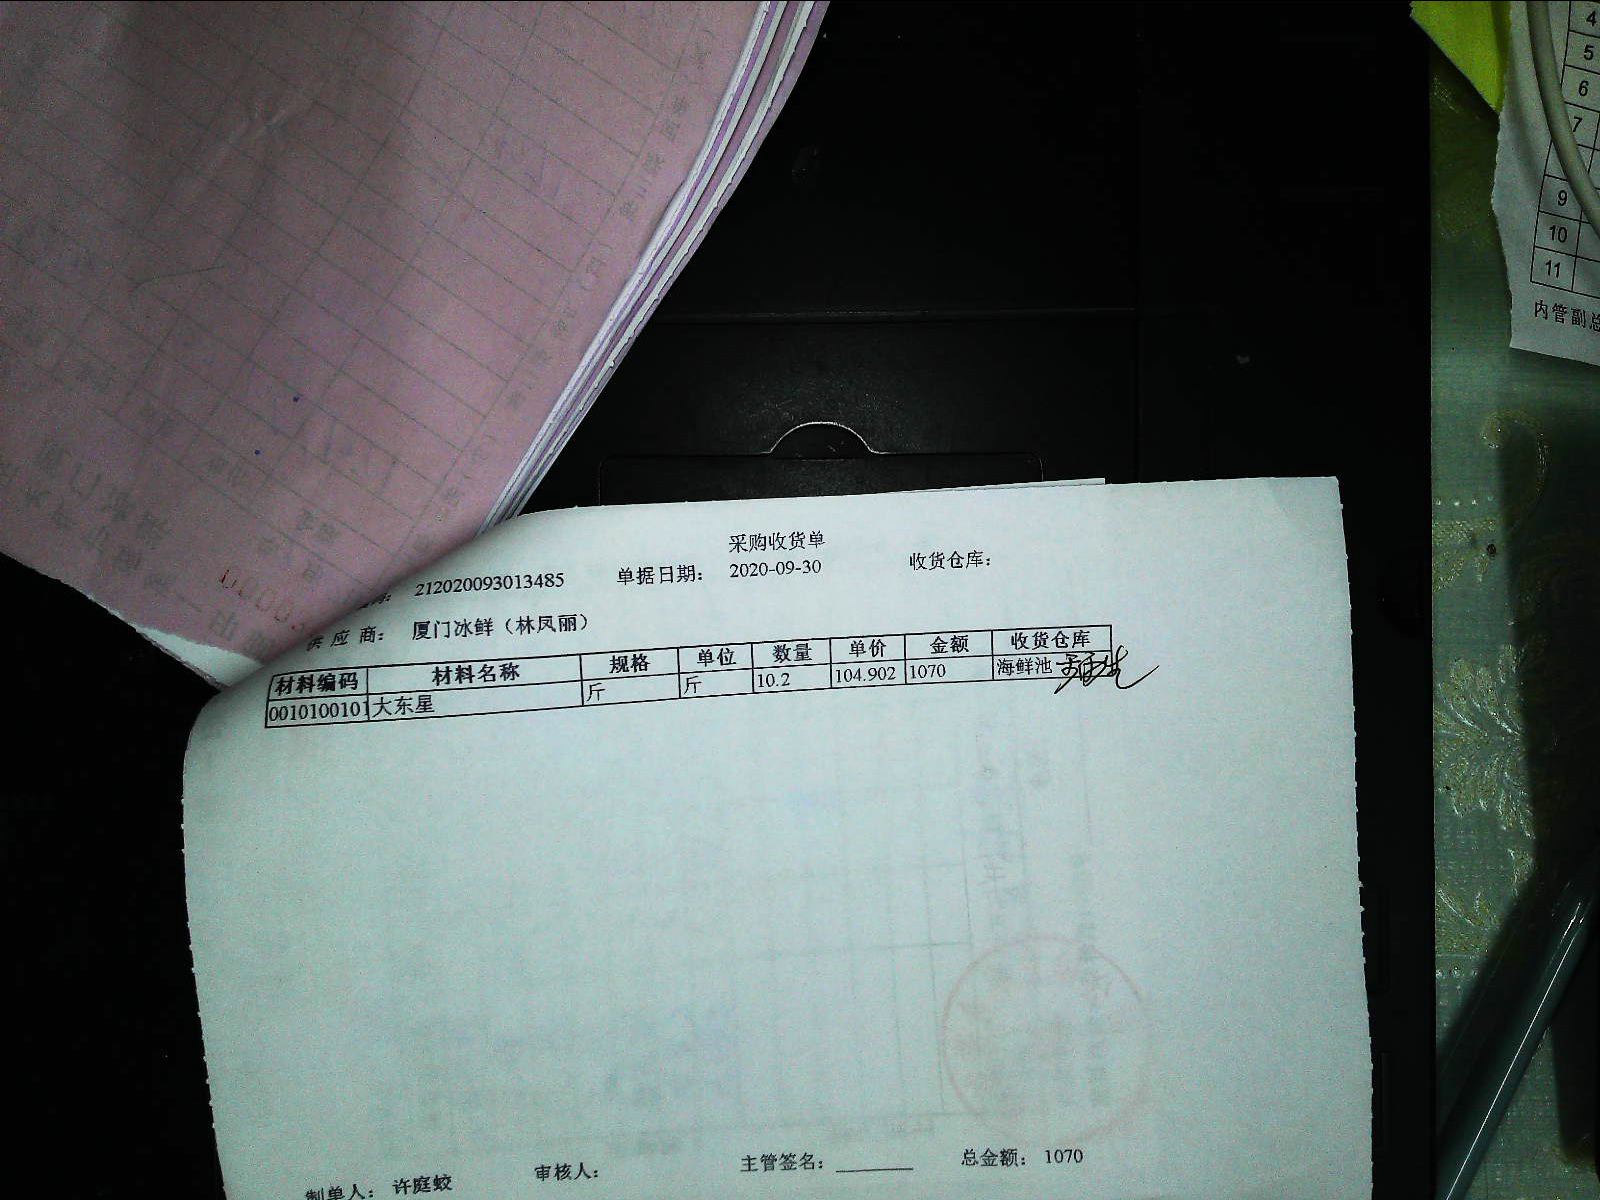 4
5
6
7
9
10
11
内管副总
采购收货单
212020093013485 单据日期： 2020-09-30 收货仓库：
供应商： 厦门冰鲜（林凤丽）
材料编码 材料名称 规格 单位 数量 单价 金额 收货仓库
0010100101 大东星 斤 斤 10.2 104.902 1070 海鲜池
制单人： 许庭蛟 审核人： 主管签名： 总金额： 1070